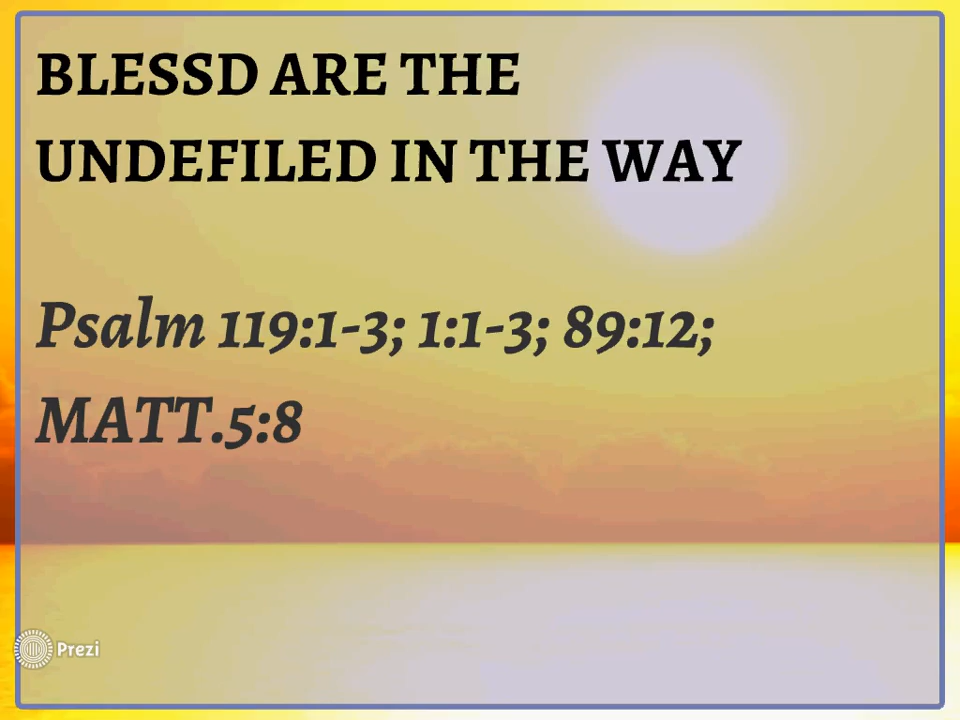 BLESSD ARE THE
UNDEFILED IN THE WAY
Psalm 119:1-3; 1:1-3; 89:12;
MATT.5:8
Prezi